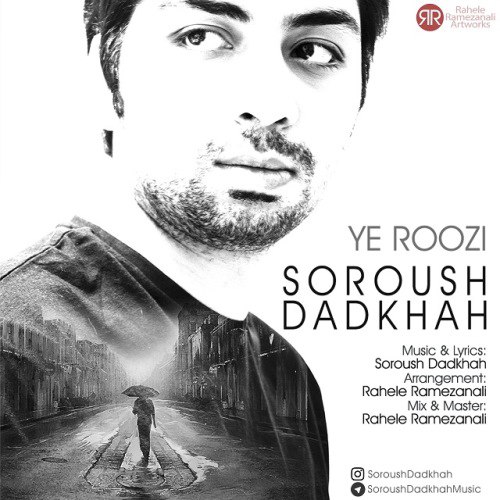 Rahele
Ramezanali
Artworks
YE ROOZI
SOROUSH
DADKHAH
Music & Lyrics:
Soroush Dadkhah
Arrangement:
Rahele Ramezanali
Mix & Master:
Rahele Ramezanali
SoroushDadkhah
SoroushDadkhahMusic